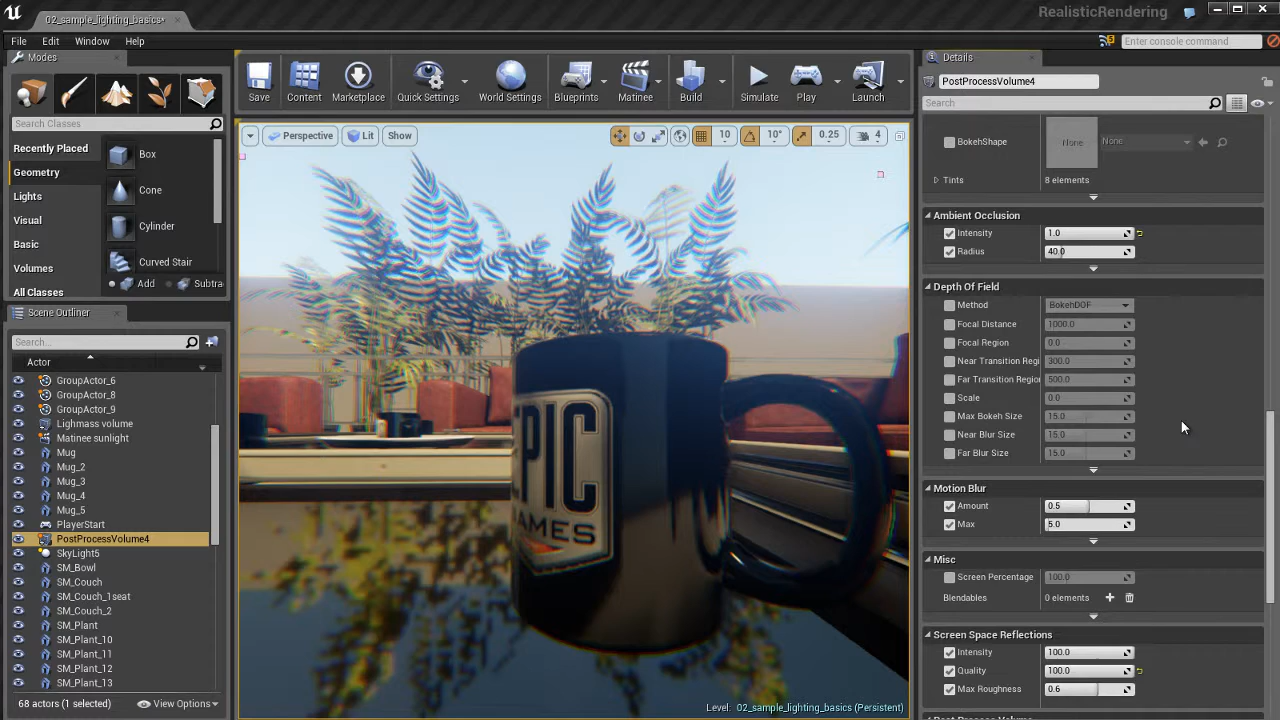 02_sample_lighting_basics*
RealisticRendering
File Edit Window Help
Enter console command
Modes
Search Classes
Recently Placed
Geometry
Lights
Visual
Basic
Volumes
All Classes
Box
Cone
Cylinder
Curved Stair
Add Subtra
Scene Outliner
Search...
Actor
GroupActor_6
GroupActor_8
GroupActor_9
Lighmass volume
Matinee sunlight
Mug
Mug_2
Mug_3
Mug_4
Mug_5
PlayerStart
PostProcessVolume4
SkyLight5
SM_Bowl
SM_Couch
SM_Couch_1seat
SM_Couch_2
SM_Plant
SM_Plant_10
SM_Plant_11
SM_Plant_12
SM_Plant_13
68 actors (1 selected) View Options
Save Content Marketplace Quick Settings World Settings Blueprints Matinee Build Simulate Play Launch
Perspective Lit Show 10 10° 0.25 4
EPIC
GAMES
Level: 02_sample_lighting_basics (Persistent)
Details
PostProcessVolume4
Search
BokehShape None None
Tints 8 elements
Ambient Occlusion
Intensity 1.0
Radius 40.0
Depth Of Field
Method BokehDOF
Focal Distance 1000.0
Focal Region 0.0
Near Transition Regi 300.0
Far Transition Region 500.0
Scale 0.0
Max Bokeh Size 15.0
Near Blur Size 15.0
Far Blur Size 15.0
Motion Blur
Amount 0.5
Max 5.0
Misc
Screen Percentage 100.0
Blendables 0 elements
Screen Space Reflections
Intensity 100.0
Quality 100.0
Max Roughness 0.6